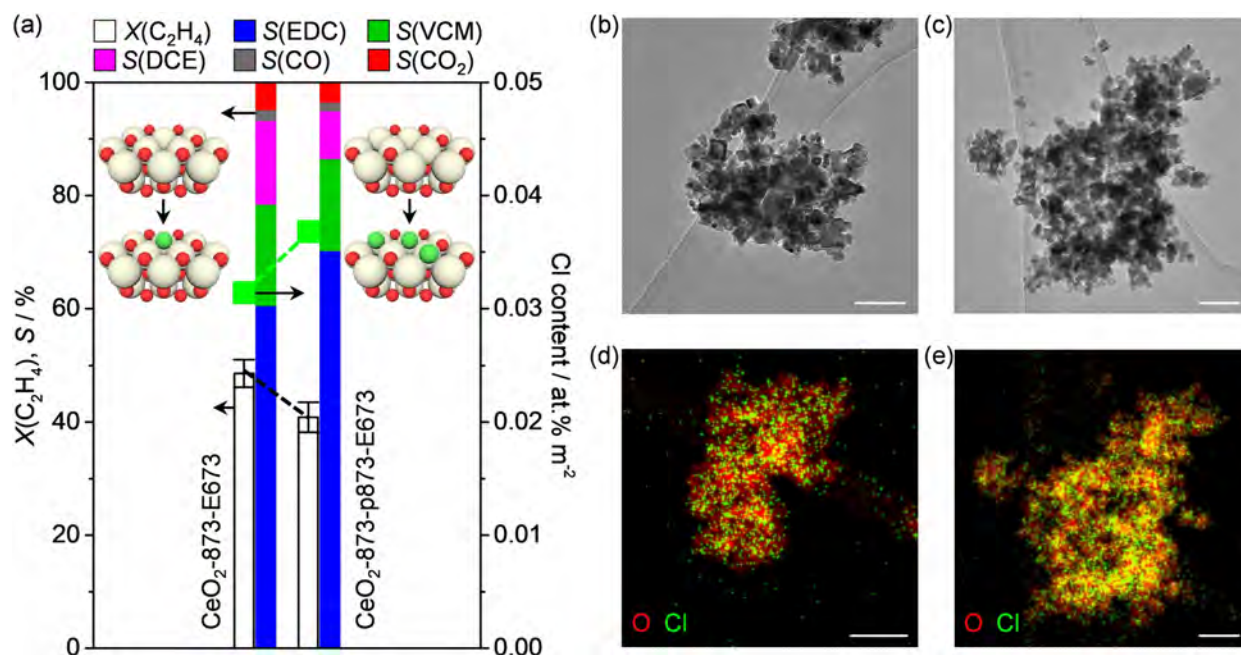 (a)
X(C₂H₄) S(EDC) S(VCM)
S(DCE) S(CO) S(CO₂)
100
80
60
40
20
0
X(C₂H₄), S / %
CeO₂-873-E673
CeO₂-873-p873-E673
0.05
0.04
0.03
0.02
0.01
0.00
Cl content / at.% m⁻²
(b)
(c)
(d)
O Cl
(e)
O Cl